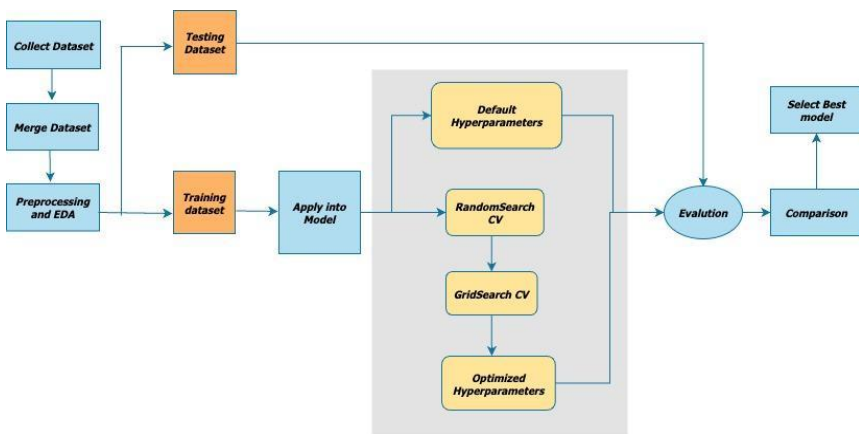 Collect Dataset
Merge Dataset
Preprocessing
and EDA
Testing
Dataset
Training
dataset
Apply into
Model
Default
Hyperparameters
RandomSearch
CV
GridSearch CV
Optimized
Hyperparameters
Evalution
Comparison
Select Best
model